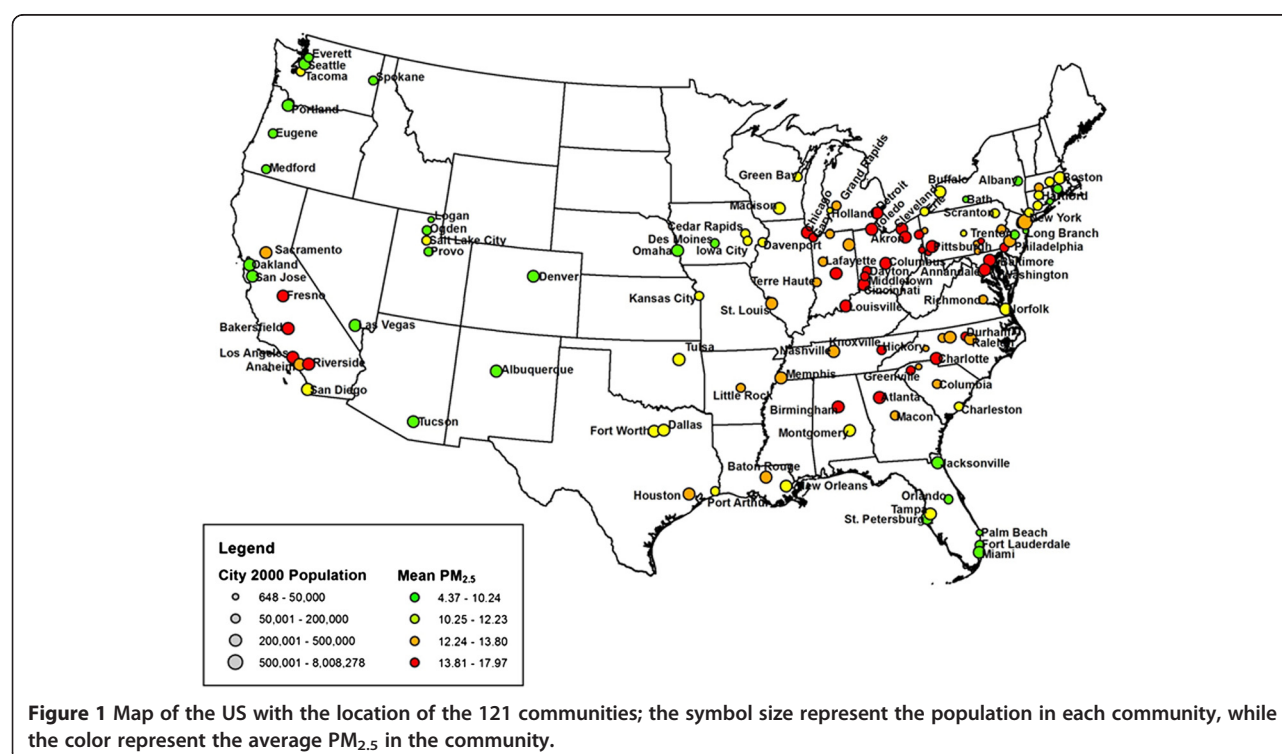 Everett
Seattle
Tacoma
Spokane
Portland
Eugene
Medford
Logan
Ogden
Salt Lake City
Provo
Sacramento
Oakland
San Jose
Fresno
Bakersfield
Las Vegas
Los Angeles
Riverside
Anaheim
San Diego
Tucson
Albuquerque
Denver
Green Bay
Madison
Cedar Rapids
Des Moines
Iowa City
Omaha
Davenport
Kansas City
St. Louis
Tulsa
Little Rock
Fort Worth
Dallas
Houston
Port Arthur
Baton Rouge
New Orleans
Grand Rapids
Holland
Detroit
Chicago
Gary
Toledo
Cleveland
Erie
Akron
Lafayette
Terre Haute
Columbus
Dayton
Middletown
Cincinnati
Louisville
Buffalo
Albany
Bath
Scranton
Boston
Hartford
New York
Long Branch
Trenton
Philadelphia
Pittsburgh
Baltimore
Annandale
Washington
Richmond
Norfolk
Knoxville
Nashville
Hickory
Durham
Raleigh
Charlotte
Greenville
Columbia
Charleston
Memphis
Birmingham
Montgomery
Atlanta
Macon
Jacksonville
Orlando
Tampa
St. Petersburg
Palm Beach
Fort Lauderdale
Miami
Legend
City 2000 Population
648 - 50,000
50,001 - 200,000
200,001 - 500,000
500,001 - 8,008,278
Mean PM2.5
4.37 - 10.24
10.25 - 12.23
12.24 - 13.80
13.81 - 17.97
Figure 1 Map of the US with the location of the 121 communities; the symbol size represent the population in each community, while
the color represent the average PM2.5 in the community.